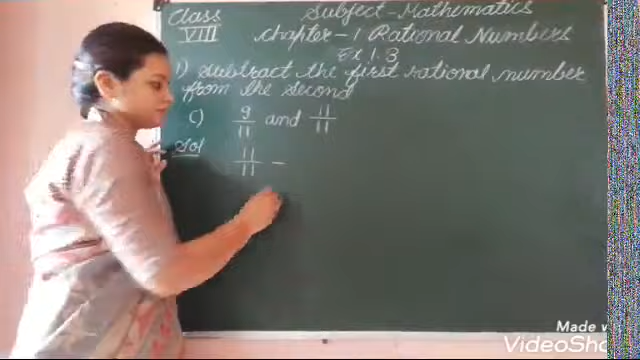 Class VIII
Subject - Mathematics
Chapter - 1 Rational Numbers
Ex 1.3
1) Subtract the first rational number
from the second
c) 9/11 and 11/11
Sol 11/11 -
Made w
VideoSho